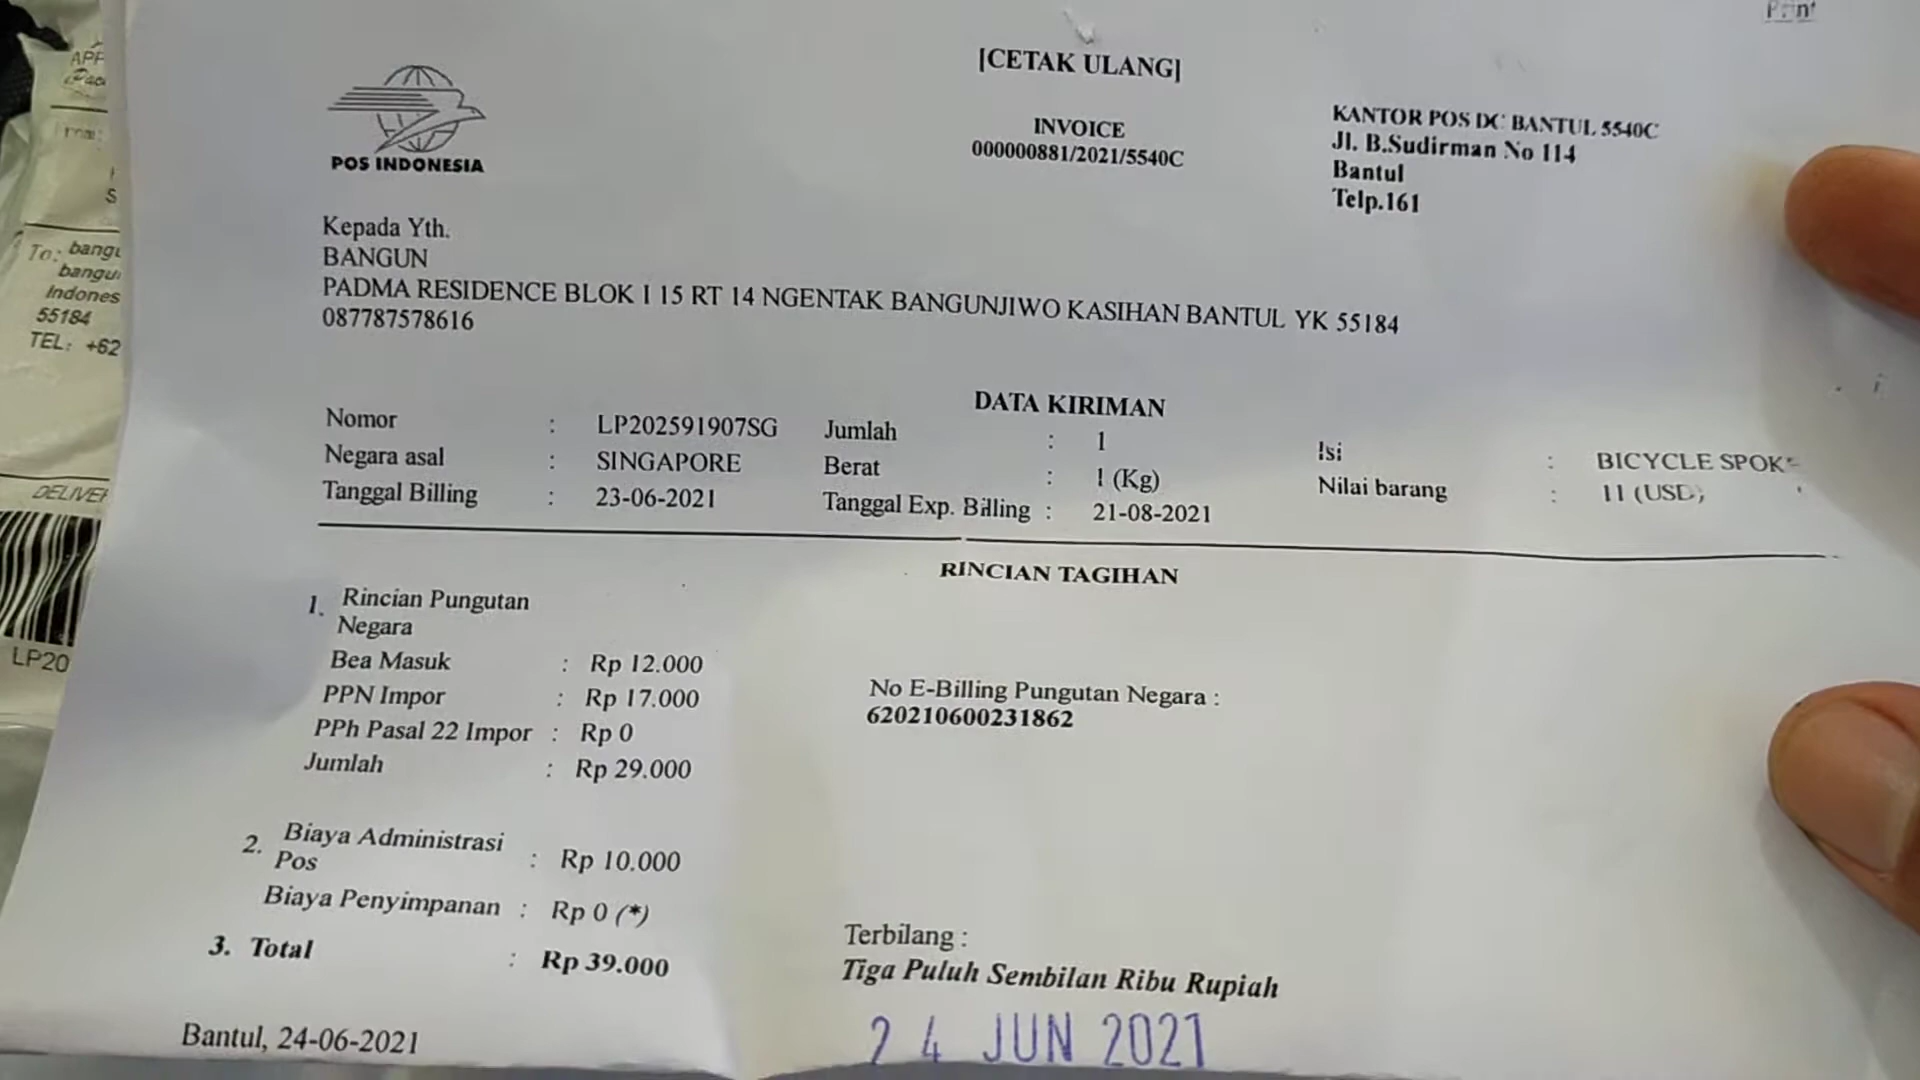 Print
[CETAK ULANG]
POS INDONESIA
INVOICE
000000881/2021/5540C
KANTOR POS DC BANTUL 5540C
Jl. B.Sudirman No 114
Bantul
Telp.161
Kepada Yth.
BANGUN
PADMA RESIDENCE BLOK I 15 RT 14 NGENTAK BANGUNJIWO KASIHAN BANTUL YK 55184
087787578616
DATA KIRIMAN
Nomor : LP202591907SG Jumlah : 1 Isi : BICYCLE SPOK
Negara asal : SINGAPORE Berat : 1 (Kg) Nilai barang : 11 (USD)
Tanggal Billing : 23-06-2021 Tanggal Exp. Billing : 21-08-2021
RINCIAN TAGIHAN
1. Rincian Pungutan
Negara
Bea Masuk : Rp 12.000
PPN Impor : Rp 17.000
PPh Pasal 22 Impor : Rp 0
Jumlah : Rp 29.000
No E-Billing Pungutan Negara :
620210600231862
2. Biaya Administrasi
Pos : Rp 10.000
Biaya Penyimpanan : Rp 0 (*)
3. Total : Rp 39.000
Terbilang :
Tiga Puluh Sembilan Ribu Rupiah
Bantul, 24-06-2021
24 JUN 2021
From:
To: bangu
bangu
Indones
55184
TEL: +62
DELIVER
LP20